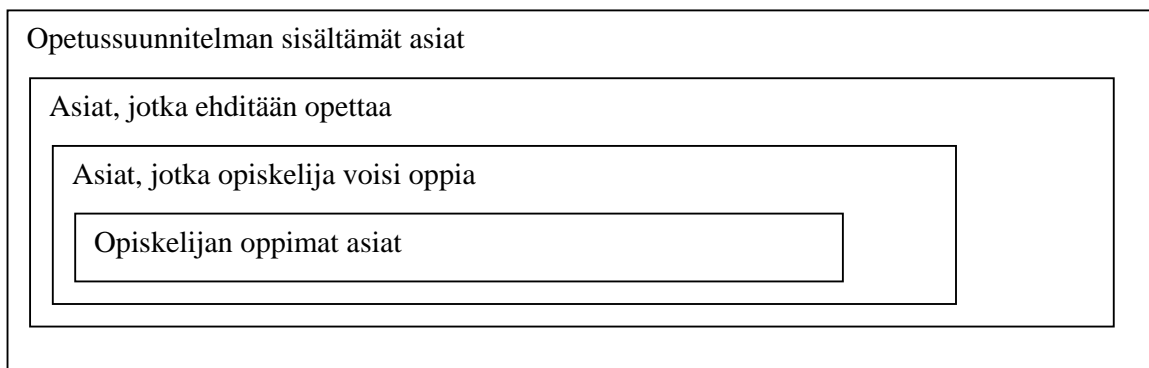 Opetussuunnitelman sisältämät asiat
Asiat, jotka ehditään opettaa
Asiat, jotka opiskelija voisi oppia
Opiskelijan oppimat asiat